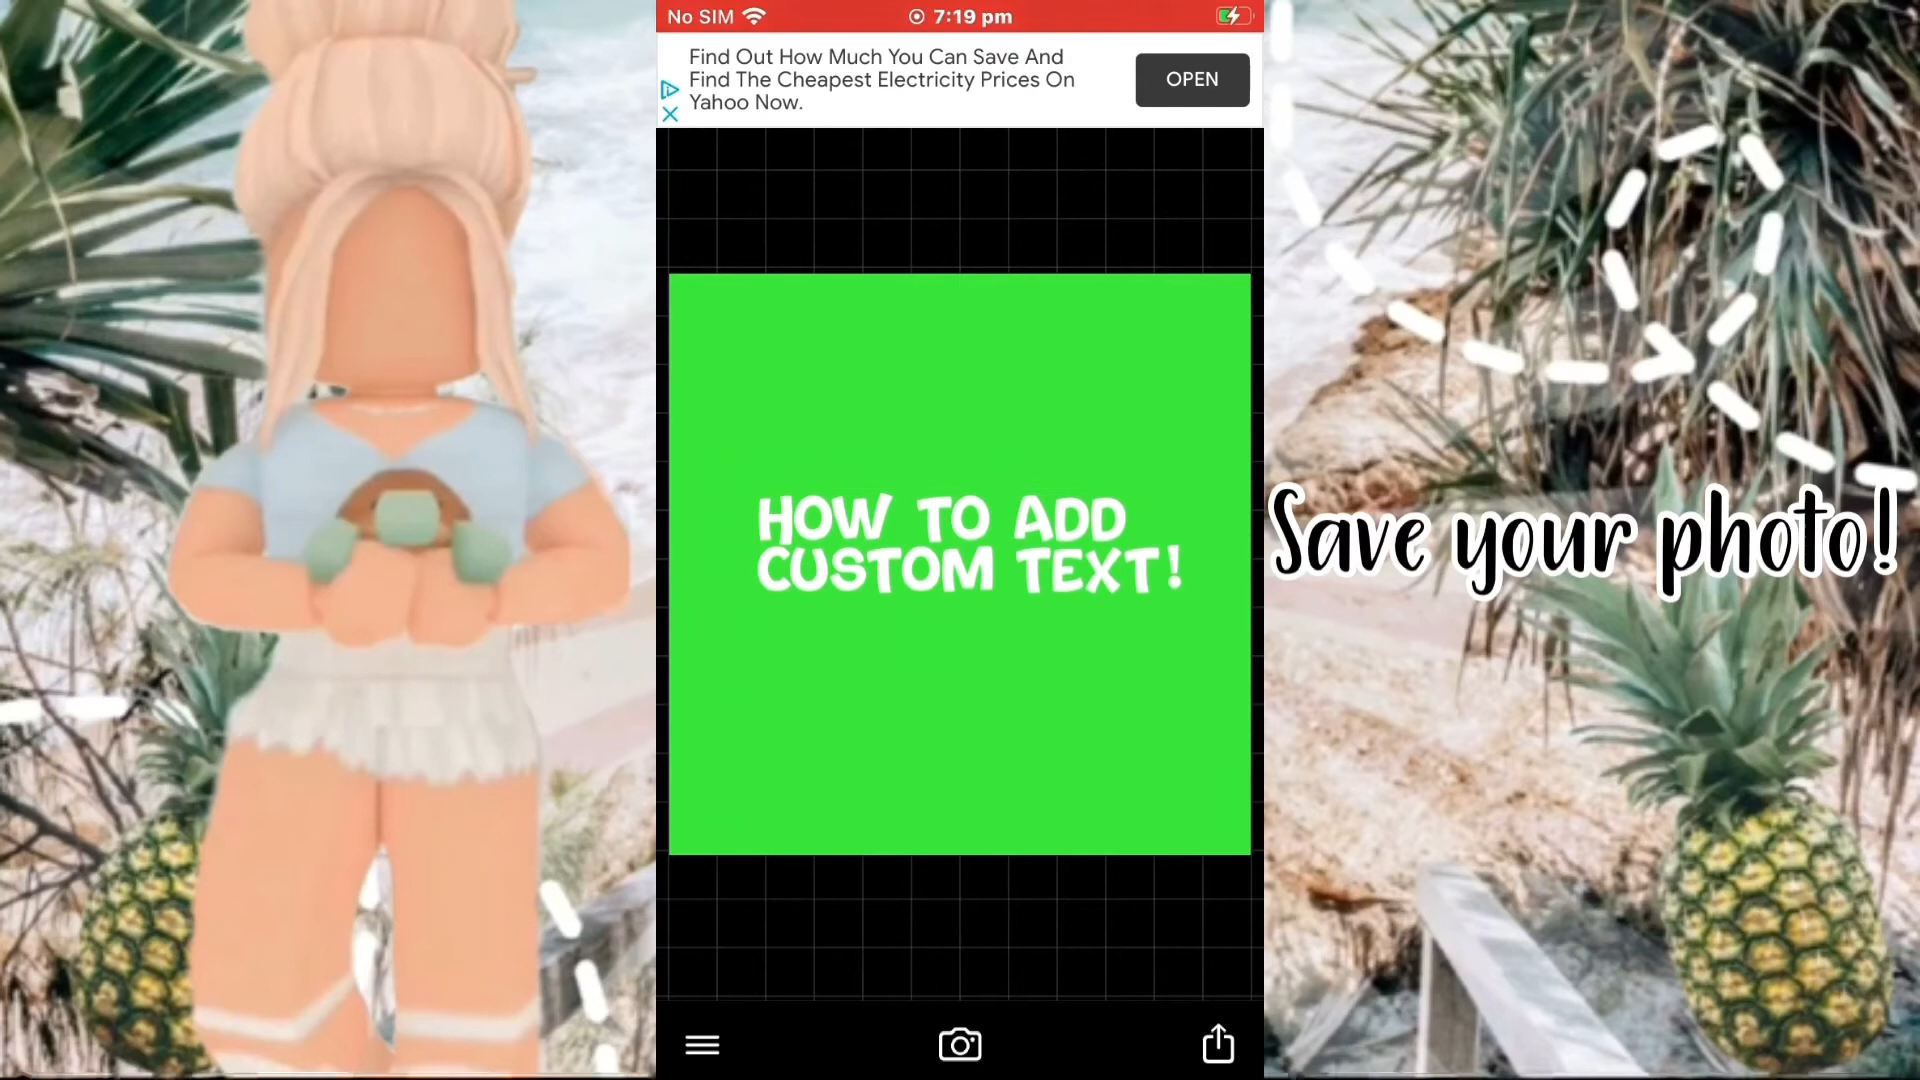 No SIM 7:19 pm
Find Out How Much You Can Save And
Find The Cheapest Electricity Prices On
Yahoo Now.
OPEN
HOW TO ADD
CUSTOM TEXT!
Save your photo!